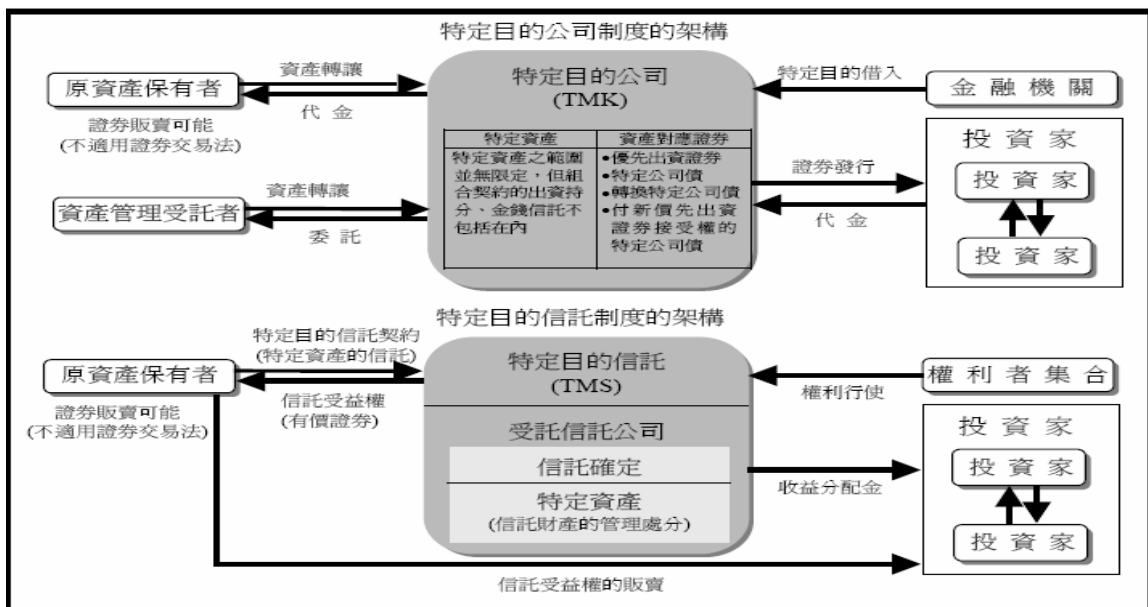 特定目的公司制度的架構
原資產保有者
證券販賣可能
(不適用證券交易法)
資產轉讓
代 金
資產管理受託者
資產轉讓
委 託
特定目的公司
(TMK)
特定資產
特定資產之範圍
並無限定，但組
合契約的出資持
分、金錢信託不
包括在內
資產對應證券
•優先出資證券
•特定公司債
•轉換特定公司債
•付新價先出資
證券接受權的
特定公司債
特定目的借入
金 融 機 關
證券發行
代 金
投 資 家
投 資 家
投 資 家
特定目的信託制度的架構
特定目的信託契約
(特定資產的信託)
原資產保有者
證券販賣可能
(不適用證券交易法)
信託受益權
(有價證券)
特定目的信託
(TMS)
受託信託公司
信託確定
特定資產
(信託財產的管理處分)
權利行使
權 利 者 集 合
收益分配金
投 資 家
投 資 家
投 資 家
信託受益權的販賣